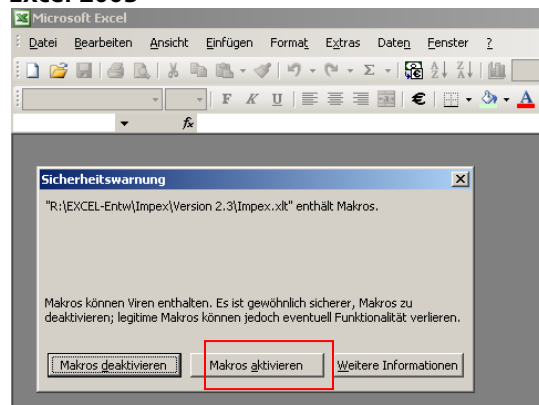 Excel 2003
Microsoft Excel
Datei Bearbeiten Ansicht Einfügen Format Extras Daten Fenster ?
F K U €
fx
Sicherheitswarnung
"R:\EXCEL-Entw\Impex\Version 2.3\Impex.xlt" enthält Makros.
Makros können Viren enthalten. Es ist gewöhnlich sicherer, Makros zu
deaktivieren; legitime Makros können jedoch eventuell Funktionalität verlieren.
Makros deaktivieren Makros aktivieren Weitere Informationen